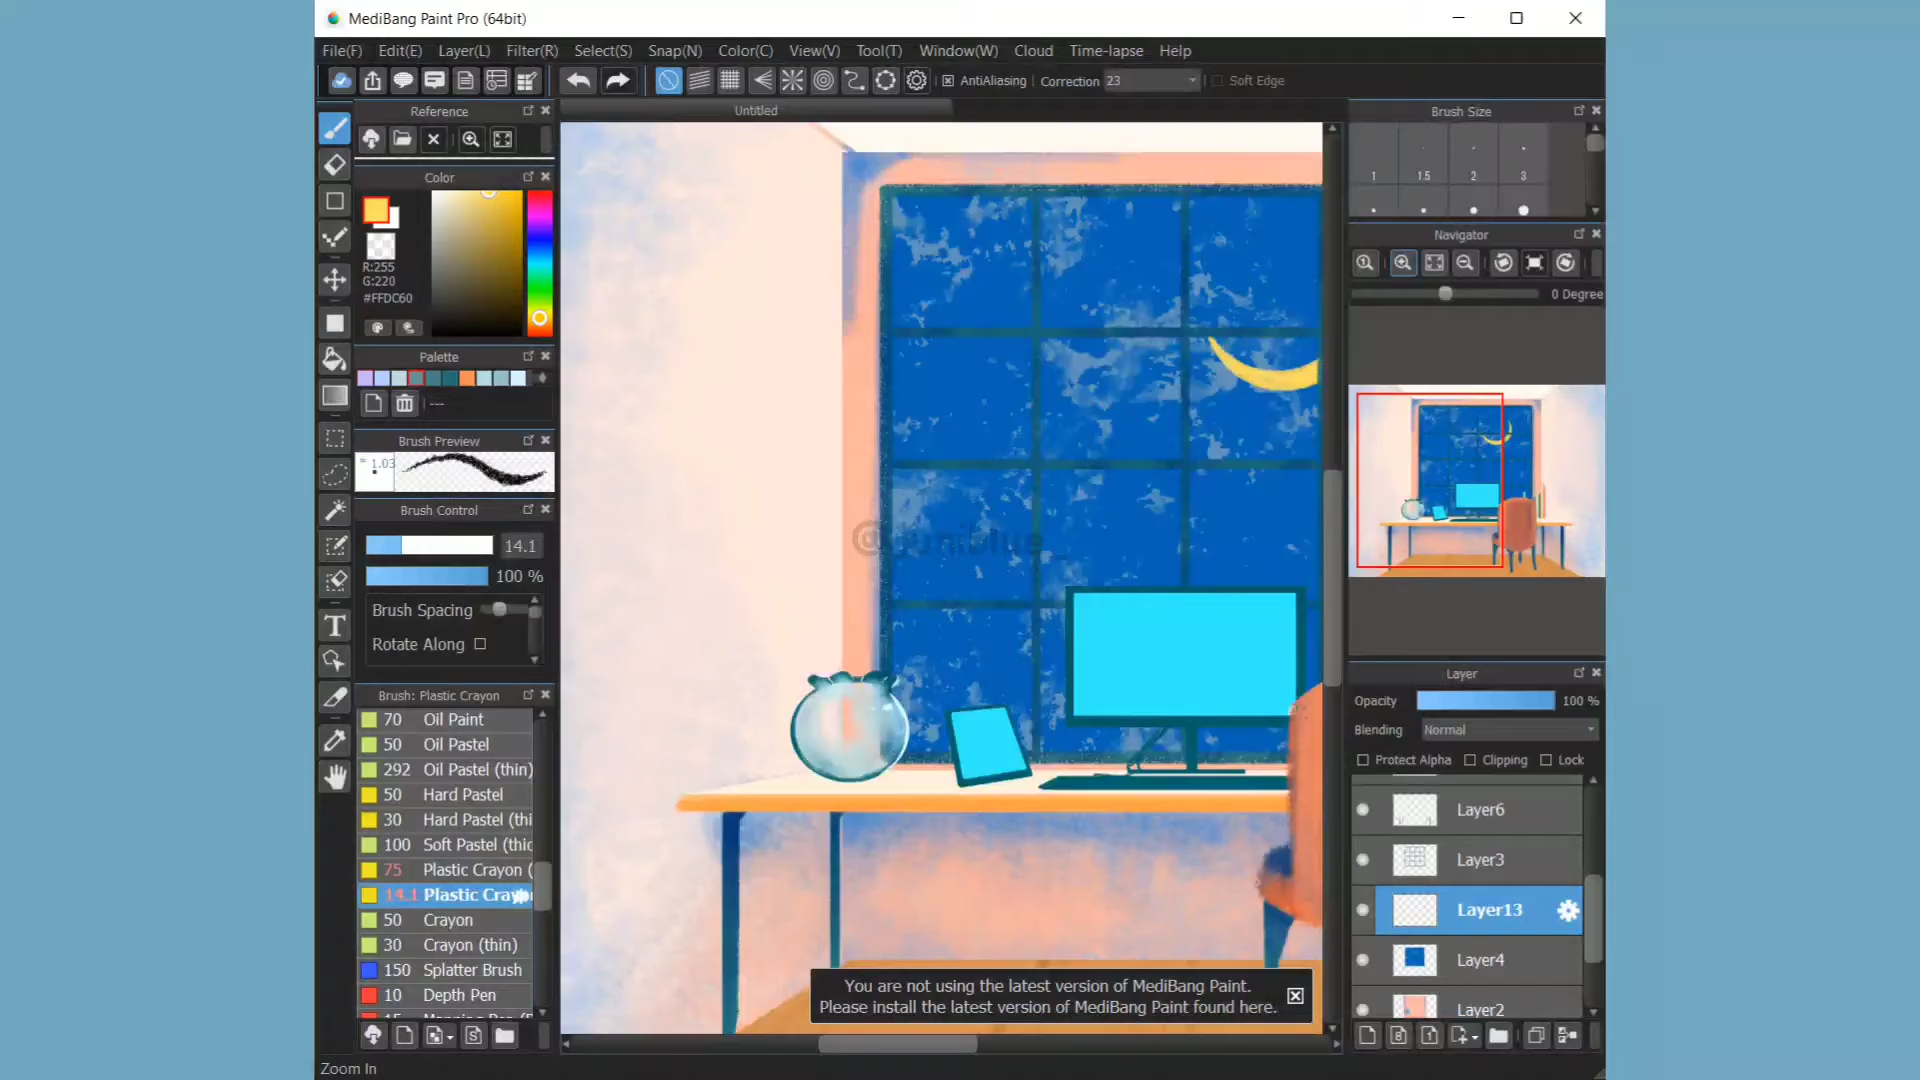 MediBang Paint Pro (64bit)
File(F) Edit(E) Layer(L) Filter(R) Select(S) Snap(N) Color(C) View(V) Tool(T) Window(W) Cloud Time-lapse Help
AntiAliasing Correction 23 Soft Edge
Reference
Untitled
Brush Size
1 1.5 2 3
Color
R:255
G:220
#FFDC60
Navigator
0 Degree
Palette
---
Brush Preview
1.03
Brush Control
14.1
100 %
Brush Spacing
Rotate Along
Brush: Plastic Crayon
70 Oil Paint
50 Oil Pastel
292 Oil Pastel (thin)
50 Hard Pastel
30 Hard Pastel (thi
100 Soft Pastel (thic
75 Plastic Crayon (
14.1 Plastic Crayo
50 Crayon
30 Crayon (thin)
150 Splatter Brush
10 Depth Pen
Layer
Opacity 100 %
Blending Normal
Protect Alpha Clipping Lock
Layer6
Layer3
Layer13
Layer4
Layer2
You are not using the latest version of MediBang Paint.
Please install the latest version of MediBang Paint found here.
Zoom In